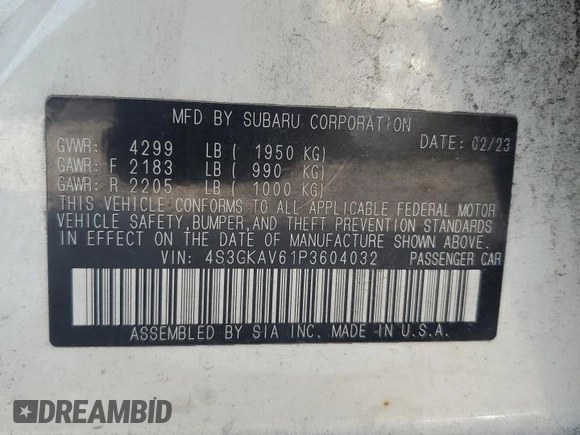 MFD BY SUBARU CORPORATION
GVWR: 4299 LB ( 1950 KG) DATE: 02/23
GAWR: F 2183 LB ( 990 KG)
GAWR: R 2205 LB ( 1000 KG)
THIS VEHICLE CONFORMS TO ALL APPLICABLE FEDERAL MOTOR
VEHICLE SAFETY,BUMPER,AND THEFT PREVENTION STANDARDS
IN EFFECT ON THE DATE OF MANUFACTURE SHOWN ABOVE.
VIN: 4S3GKAV61P3604032 PASSENGER CAR
ASSEMBLED BY SIA INC. MADE IN U.S.A.
DREAMBID